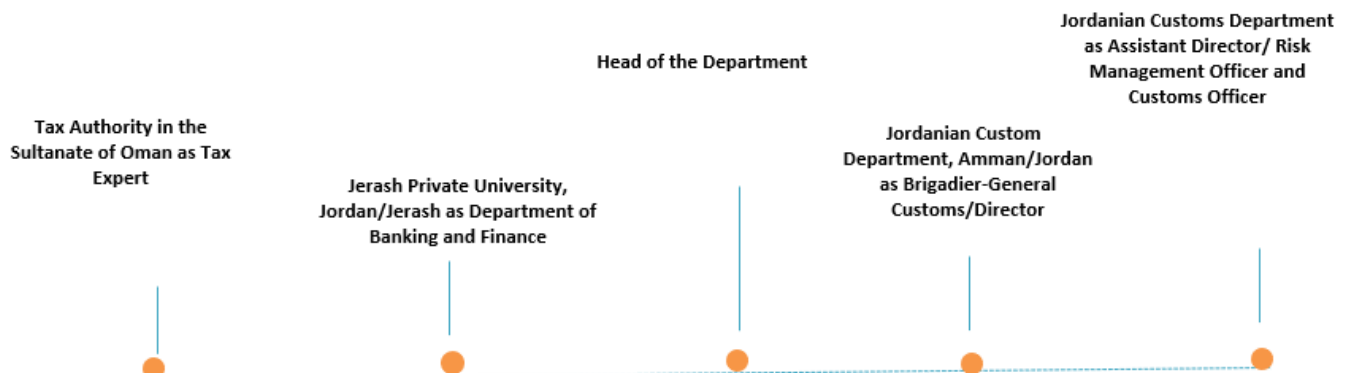 Tax Authority in the
Sultanate of Oman as Tax
Expert
Jerash Private University,
Jordan/Jerash as Department of
Banking and Finance
Head of the Department
Jordanian Custom
Department, Amman/Jordan
as Brigadier-General
Customs/Director
Jordanian Customs Department
as Assistant Director/ Risk
Management Officer and
Customs Officer